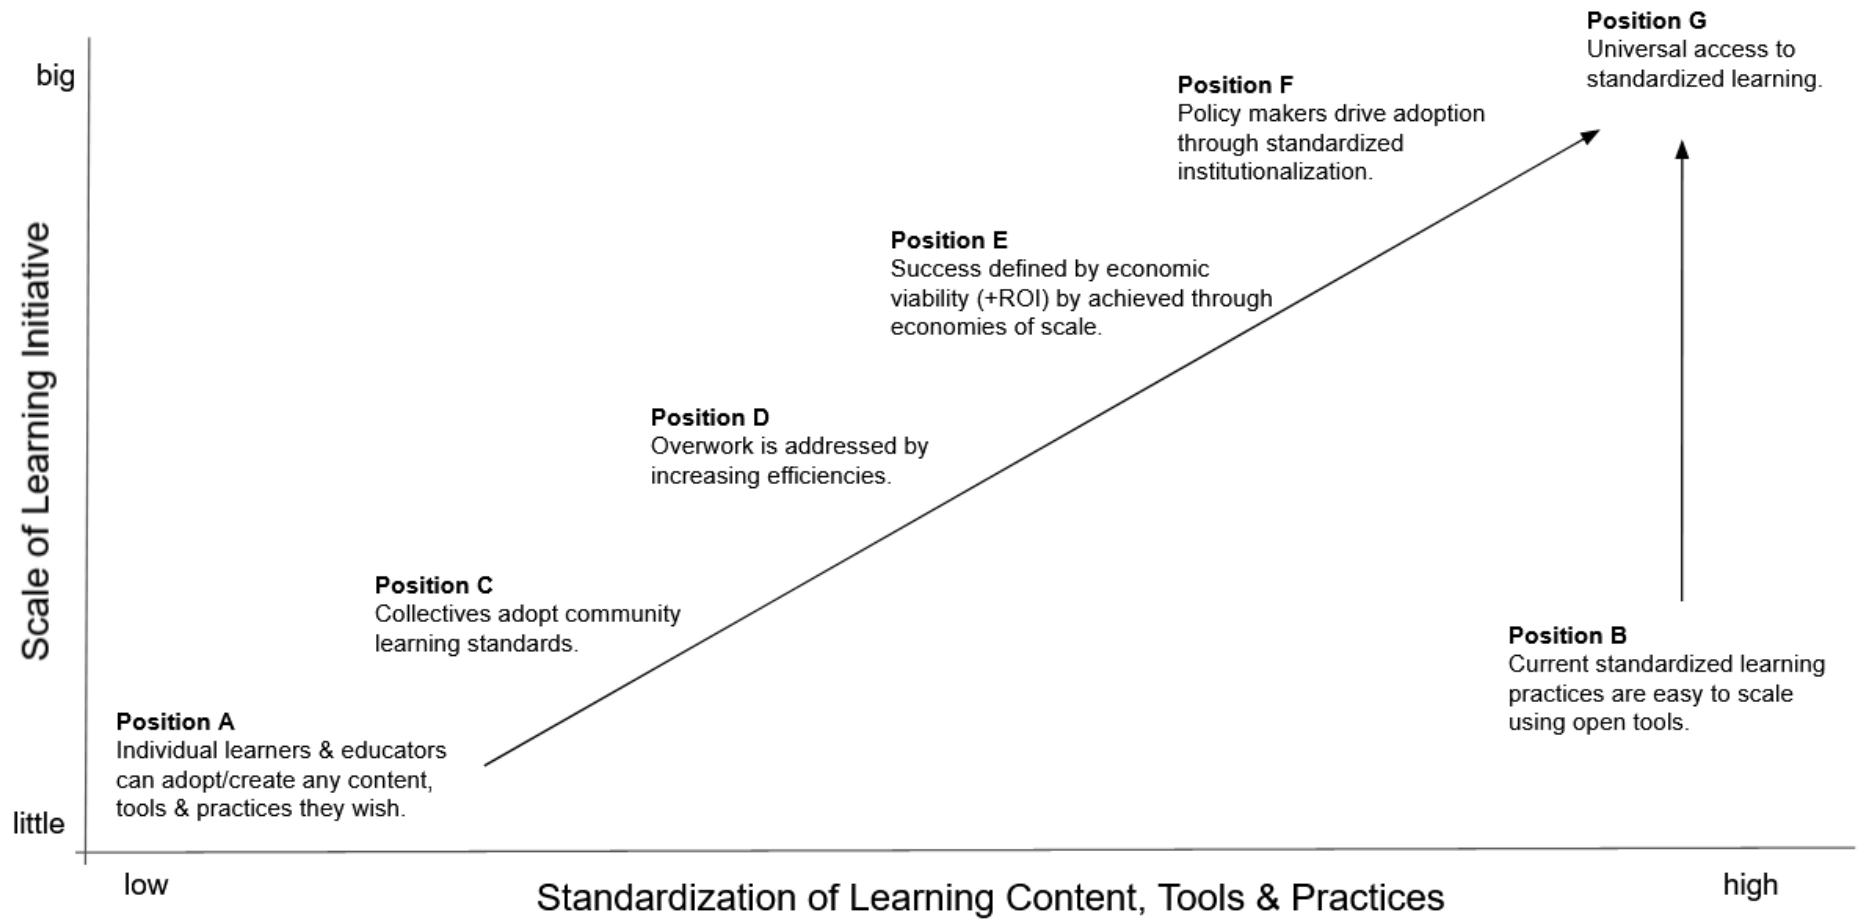 Position G
Universal access to
standardized learning.
big
Position F
Policy makers drive adoption
through standardized
institutionalization.
Position E
Success defined by economic
viability (+ROI) by achieved through
economies of scale.
Scale of Learning Initiative
Position D
Overwork is addressed by
increasing efficiencies.
Position C
Collectives adopt community
learning standards.
Position B
Current standardized learning
practices are easy to scale
using open tools.
Position A
Individual learners & educators
can adopt/create any content,
tools & practices they wish.
little
low
Standardization of Learning Content, Tools & Practices
high